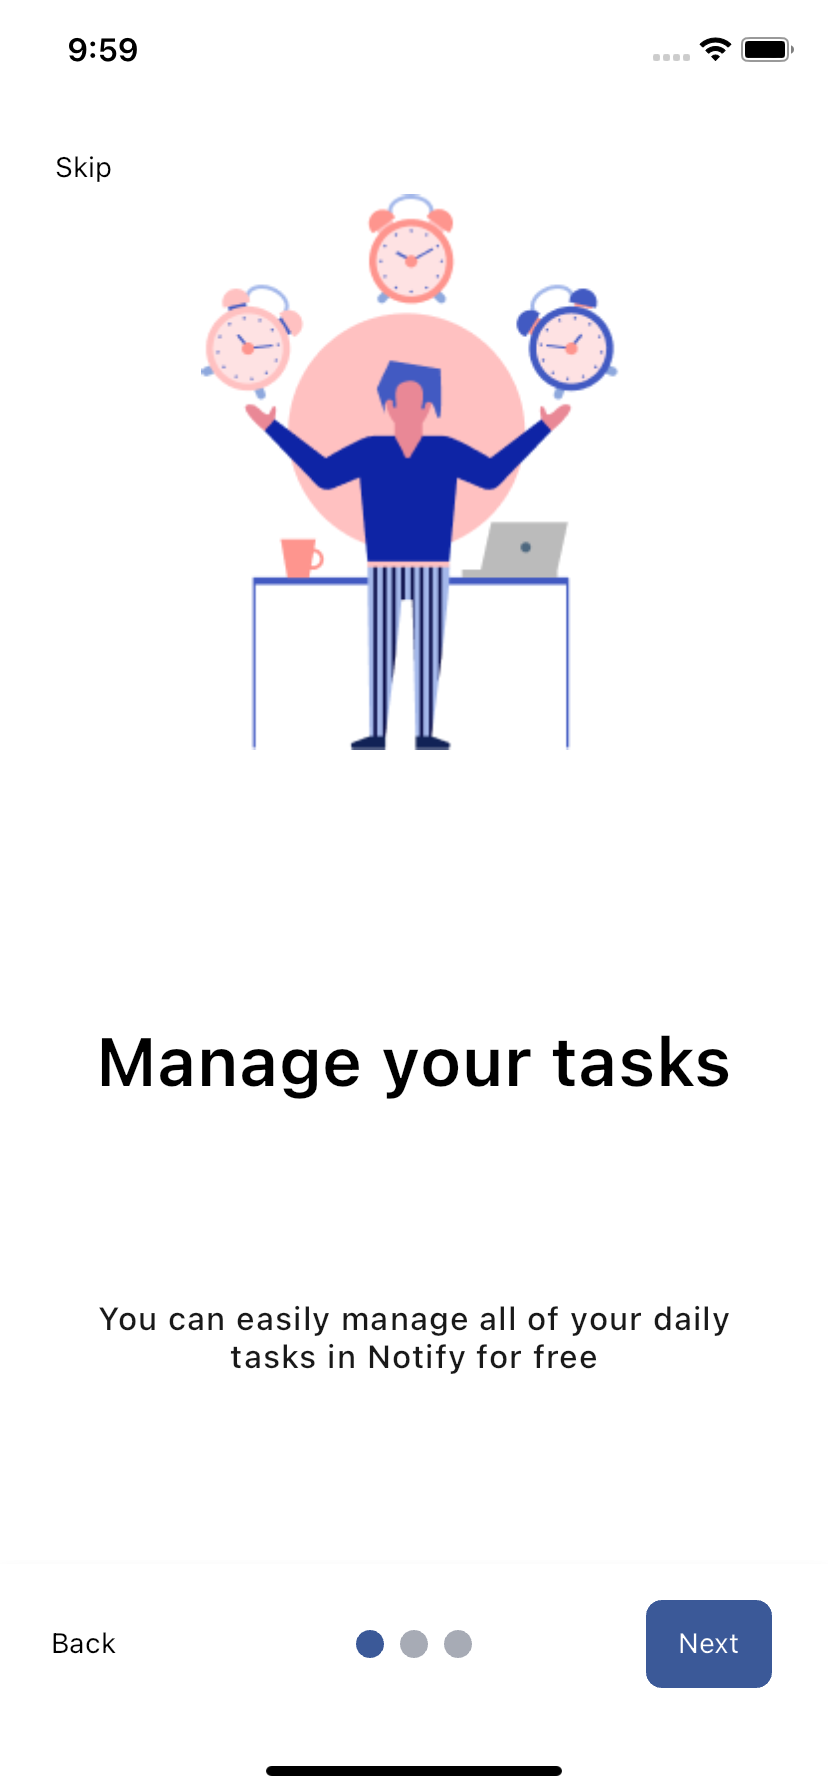 9:59
Skip
Manage your tasks
You can easily manage all of your daily
tasks in Notify for free
Back
Next